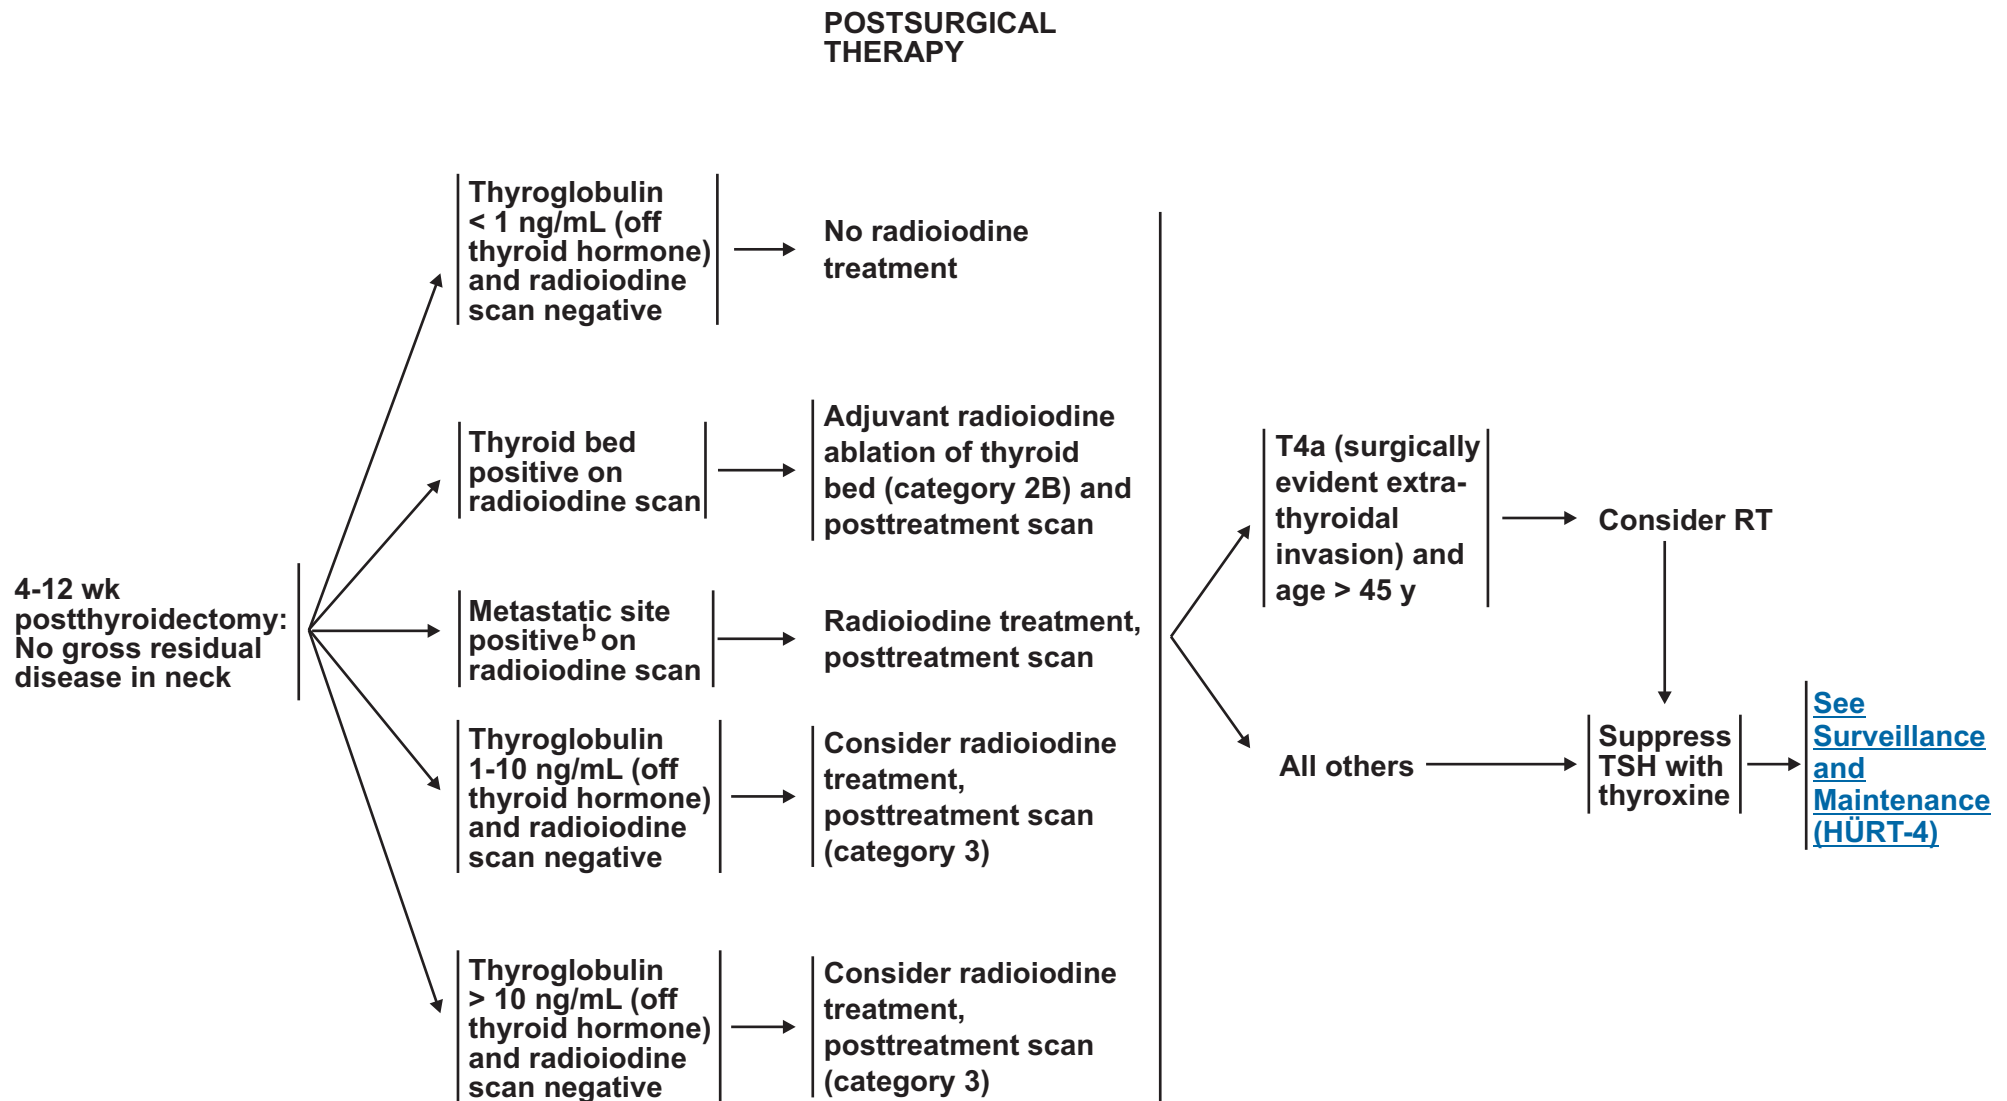 POSTSURGICAL
THERAPY
4-12 wk
postthyroidectomy:
No gross residual
disease in neck
Thyroglobulin
< 1 ng/mL (off
thyroid hormone)
and radioiodine
scan negative
No radioiodine
treatment
Thyroid bed
positive on
radioiodine scan
Adjuvant radioiodine
ablation of thyroid
bed (category 2B) and
posttreatment scan
Metastatic site
positive b on
radioiodine scan
Radioiodine treatment,
posttreatment scan
Thyroglobulin
1-10 ng/mL (off
thyroid hormone)
and radioiodine
scan negative
Consider radioiodine
treatment,
posttreatment scan
(category 3)
Thyroglobulin
> 10 ng/mL (off
thyroid hormone)
and radioiodine
scan negative
Consider radioiodine
treatment,
posttreatment scan
(category 3)
T4a (surgically
evident extra-
thyroidal
invasion) and
age > 45 y
Consider RT
All others
Suppress
TSH with
thyroxine
See
Surveillance
and
Maintenance
(HÜRT-4)